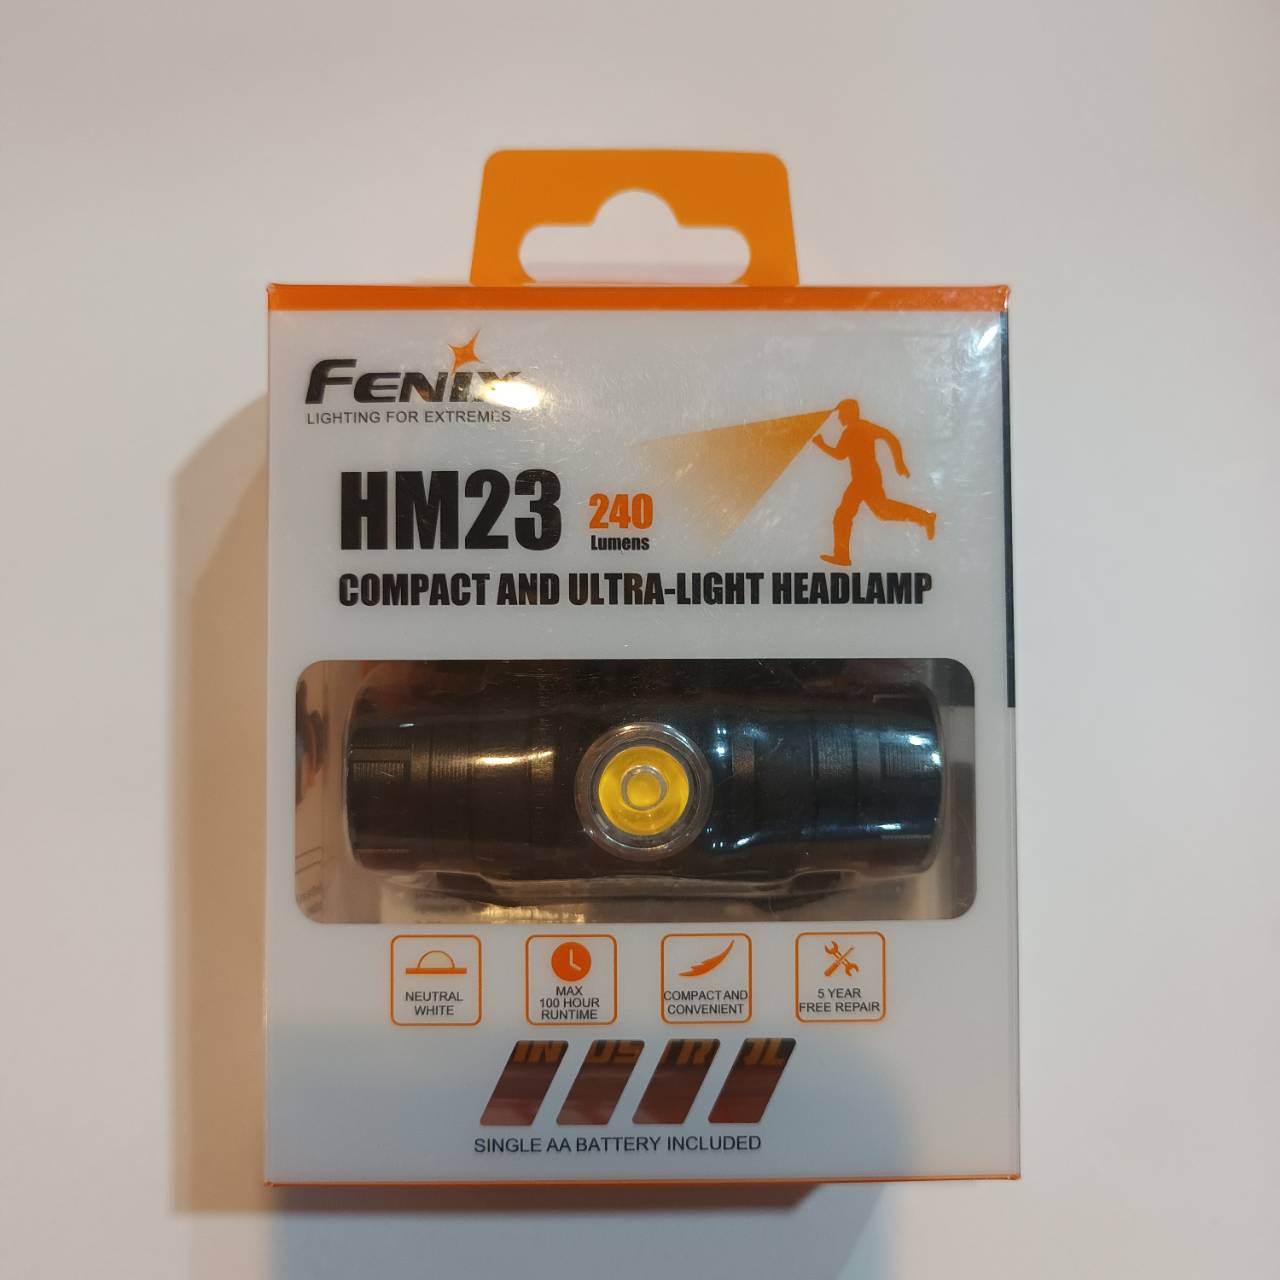 FENIX
LIGHTING FOR EXTREMES
HM23
240
Lumens
COMPACT AND ULTRA-LIGHT HEADLAMP
NEUTRAL
WHITE
MAX
100 HOUR
RUNTIME
COMPACT AND
CONVENIENT
5 YEAR
FREE REPAIR
SINGLE AA BATTERY INCLUDED